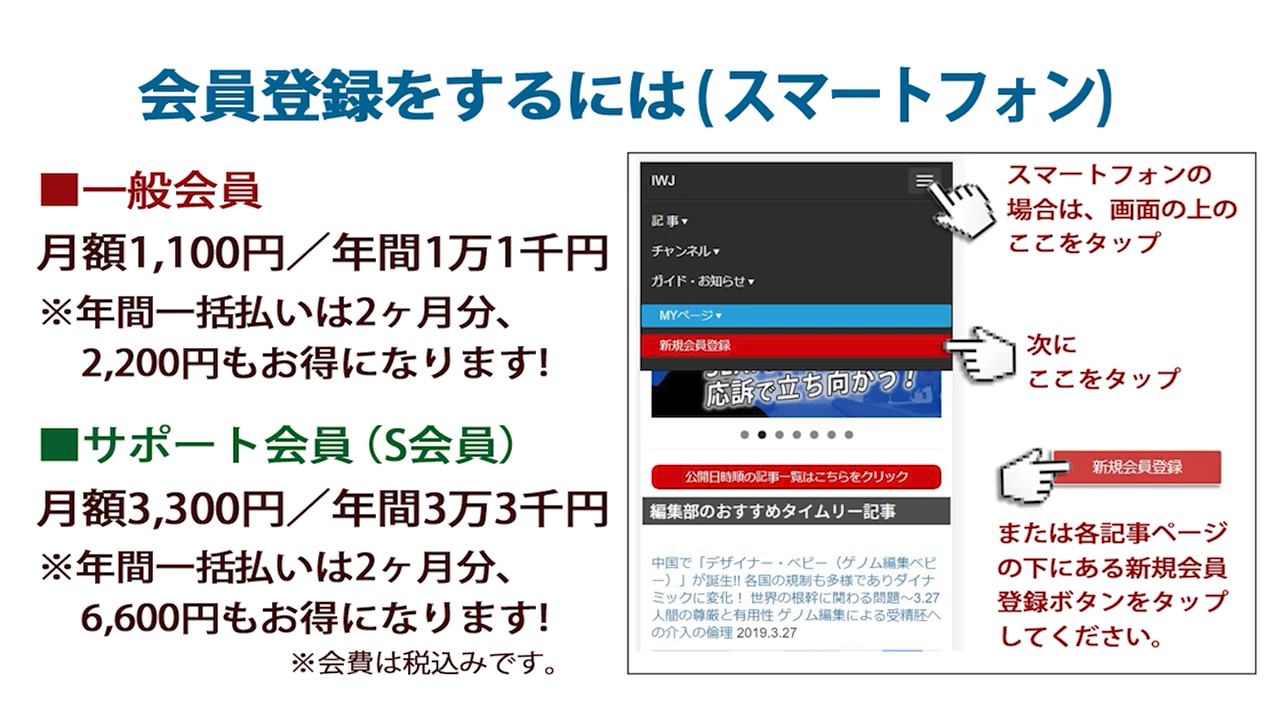 会員登録をするには(スマートフォン)
■一般会員
月額1,100円／年間1万1千円
※年間一括払いは2ヶ月分、
2,200円もお得になります!
■サポート会員（S会員）
月額3,300円／年間3万3千円
※年間一括払いは2ヶ月分、
6,600円もお得になります!
※会費は税込みです。
IWJ
記事▾
チャンネル▾
ガイド・お知らせ▾
MYページ▾
新規会員登録
応訴で立ち向かう！
公開日時順の記事一覧はこちらをクリック
編集部のおすすめタイムリー記事
中国で「デザイナー・ベビー（ゲノム編集ベビ
ー）」が誕生!! 各国の規制も多様でありダイナ
ミックに変化！ 世界の根幹に関わる問題～3.27
人間の尊厳と有用性 ゲノム編集による受精胚へ
の介入の倫理 2019.3.27
スマートフォンの
場合は、画面の上の
ここをタップ
次に
ここをタップ
新規会員登録
または各記事ページ
の下にある新規会員
登録ボタンをタップ
してください。